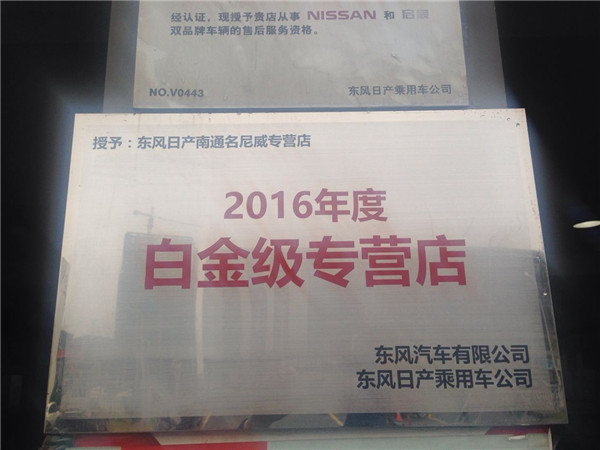 经认证，现授予贵店从事 NISSAN 和 启辰
双品牌车辆的售后服务资格。
NO.V0443
东风日产乘用车公司
授予：东风日产南通名尼威专营店
2016年度
白金级专营店
东风汽车有限公司
东风日产乘用车公司